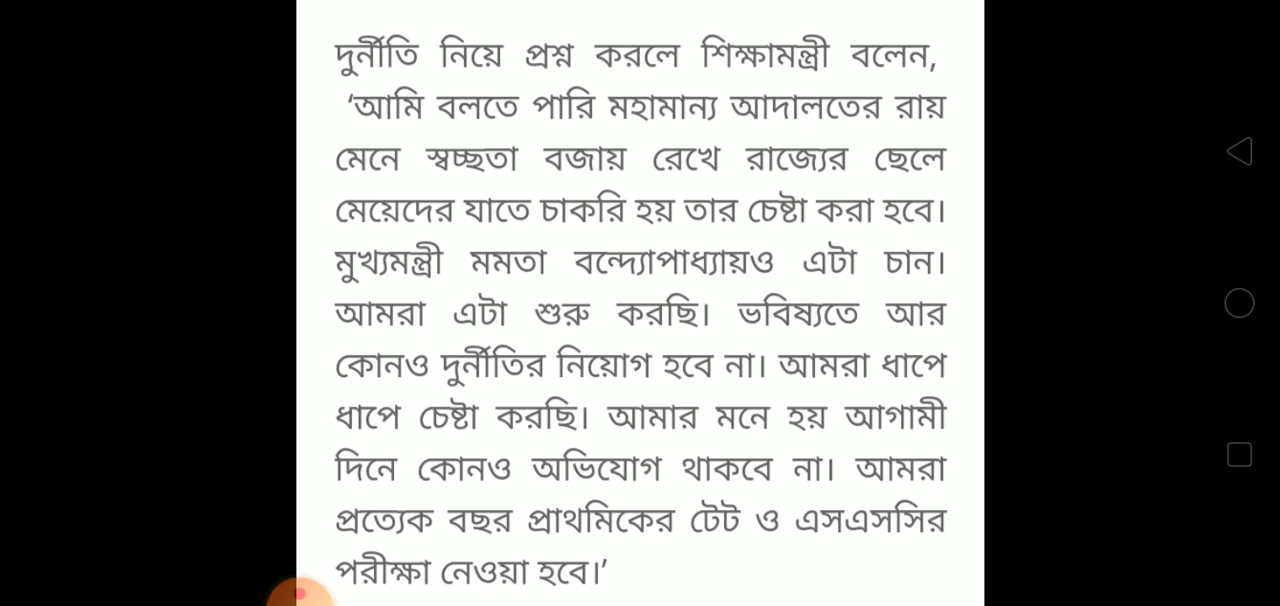 দুর্নীতি নিয়ে প্রশ্ন করলে শিক্ষামন্ত্রী বলেন,
‘আমি বলতে পারি মহামান্য আদালতের রায়
মেনে স্বচ্ছতা বজায় রেখে রাজ্যের ছেলে
মেয়েদের যাতে চাকরি হয় তার চেষ্টা করা হবে।
মুখ্যমন্ত্রী মমতা বন্দ্যোপাধ্যায়ও এটা চান।
আমরা এটা শুরু করছি। ভবিষ্যতে আর
কোনও দুর্নীতির নিয়োগ হবে না। আমরা ধাপে
ধাপে চেষ্টা করছি। আমার মনে হয় আগামী
দিনে কোনও অভিযোগ থাকবে না। আমরা
প্রত্যেক বছর প্রাথমিকের টেট ও এসএসসির
পরীক্ষা নেওয়া হবে।’